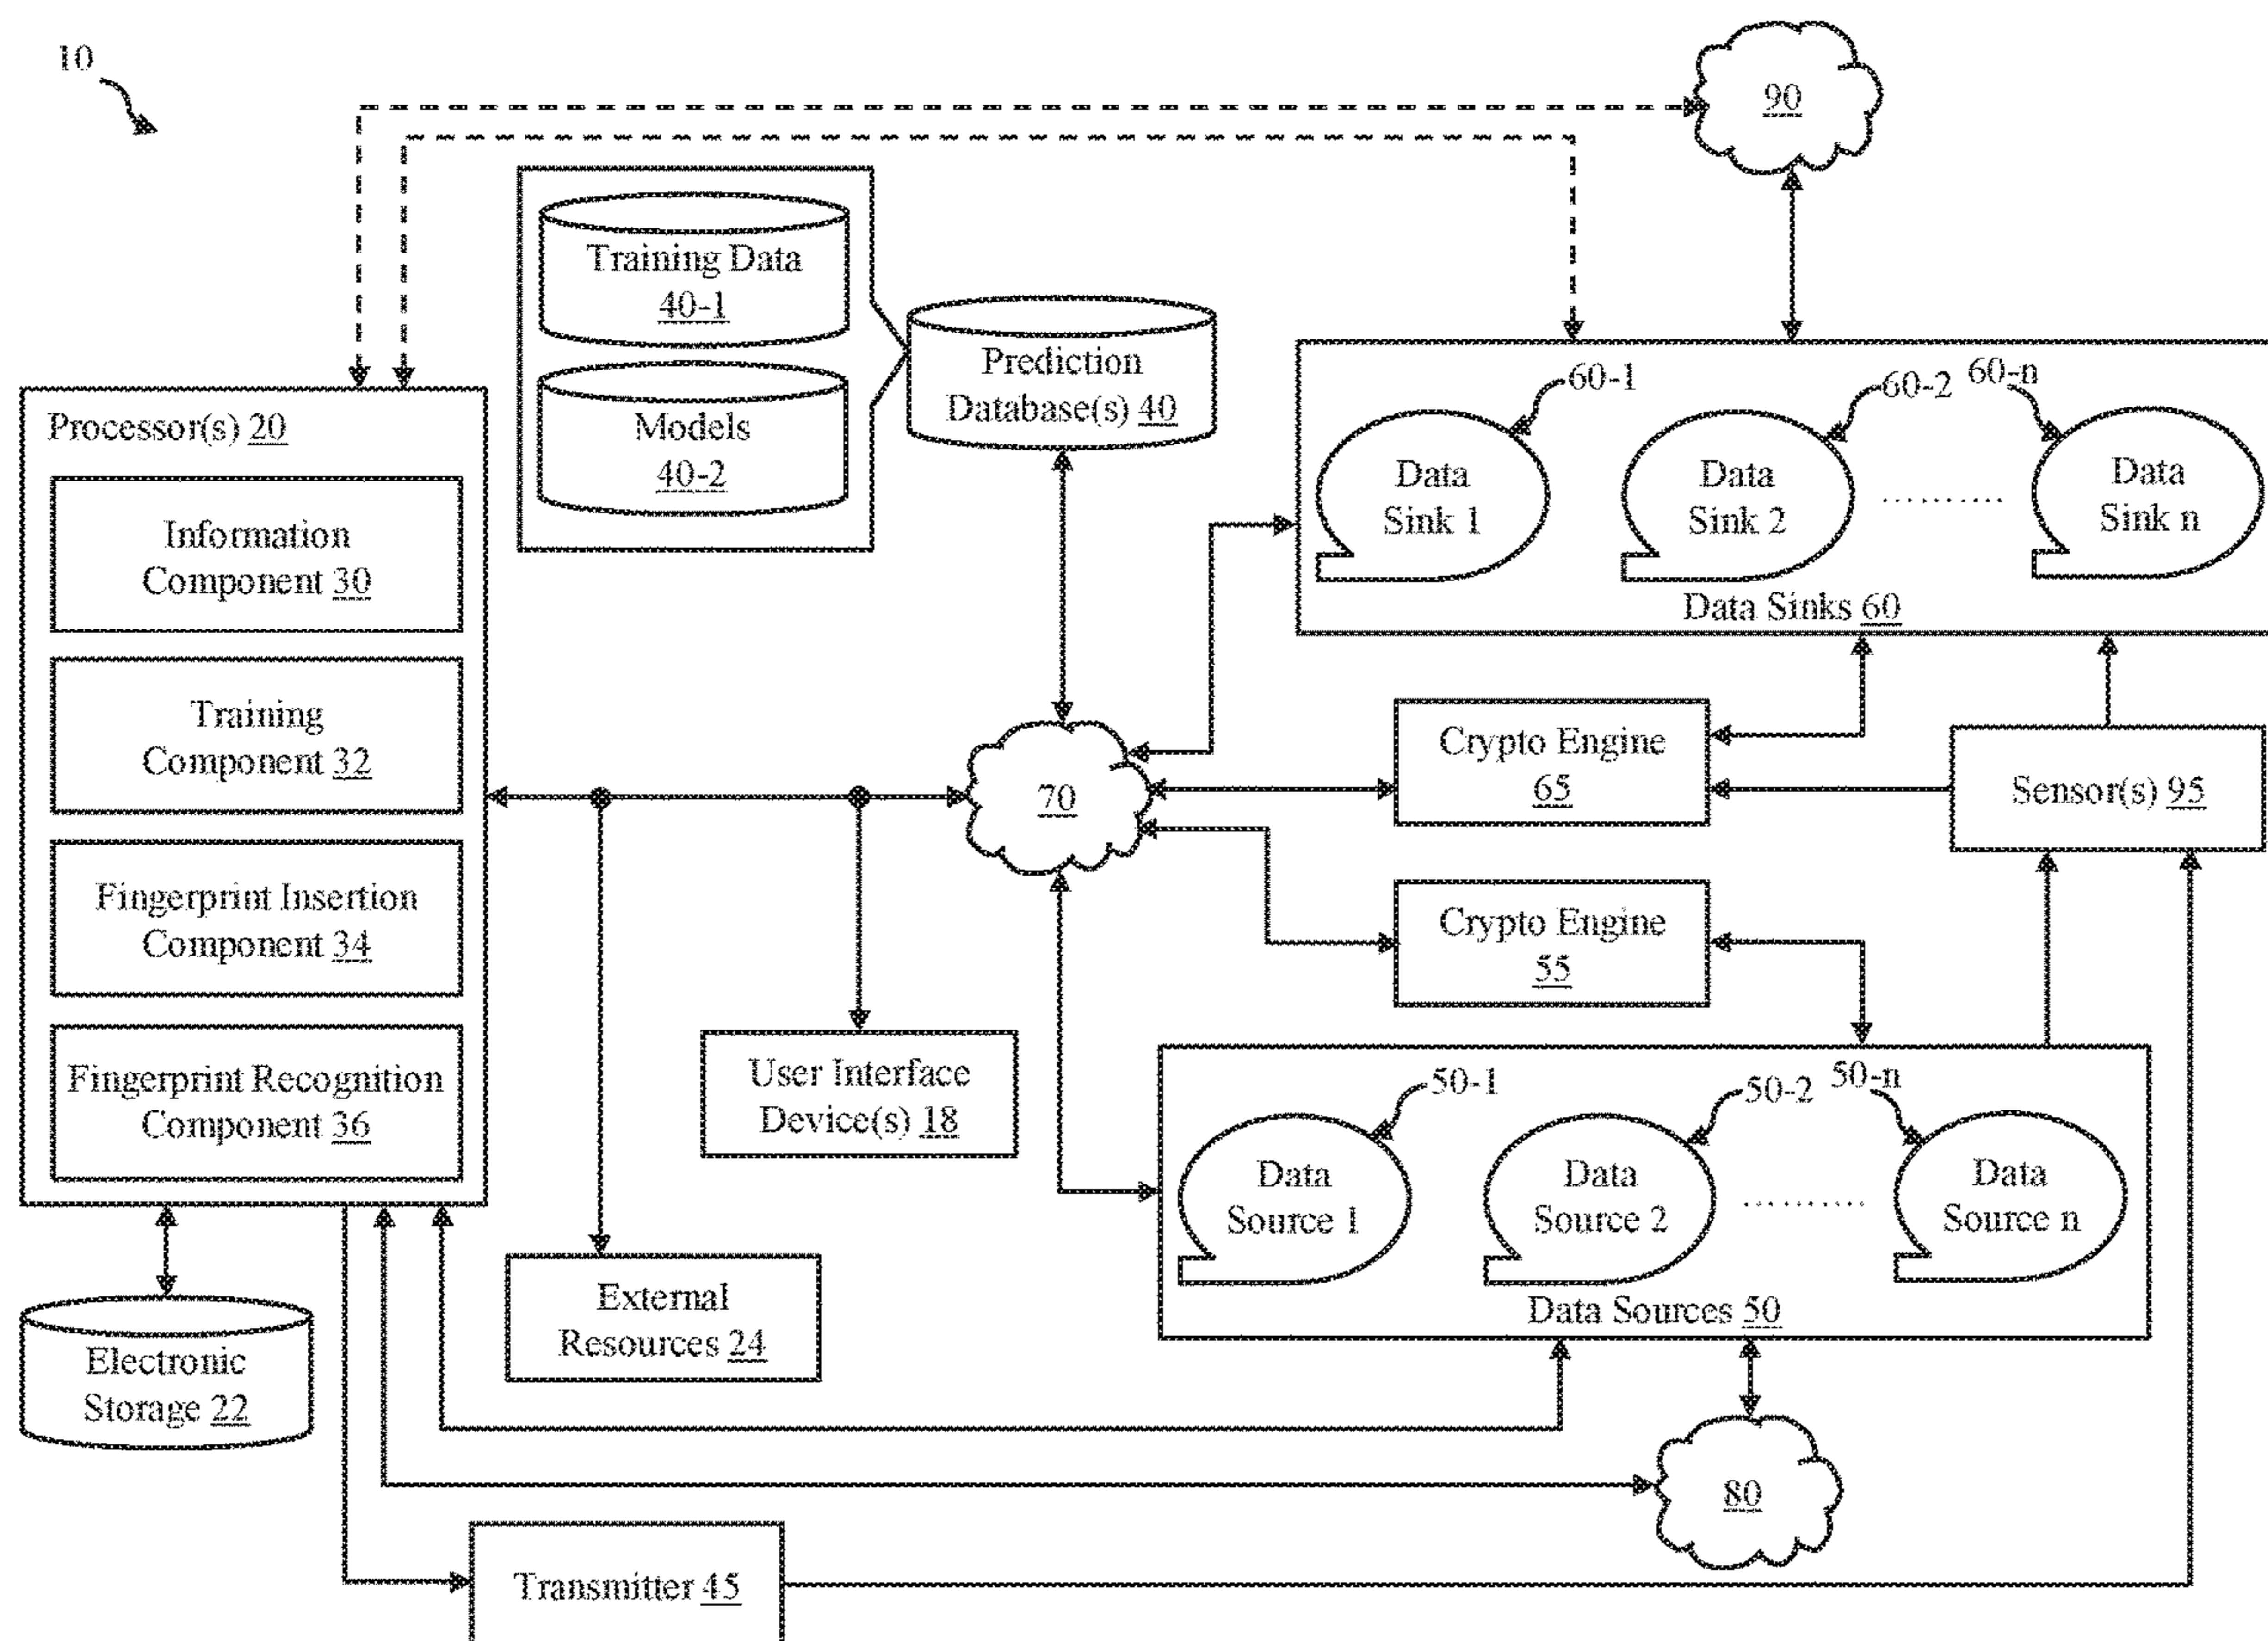 10
90
Training Data
40-1
Models
40-2
Prediction
Database(s) 40
Processor(s) 20
Information
Component 30
Training
Component 32
Fingerprint Insertion
Component 34
Fingerprint Recognition
Component 36
60-1
60-2
60-n
Data
Sink 1
Data
Sink 2
..........
Data
Sink n
Data Sinks 60
70
Crypto Engine
65
Sensor(s) 95
Crypto Engine
55
User Interface
Device(s) 18
50-1
50-2
50-n
Data
Source 1
Data
Source 2
..........
Data
Source n
Data Sources 50
External
Resources 24
Electronic
Storage 22
80
Transmitter 45